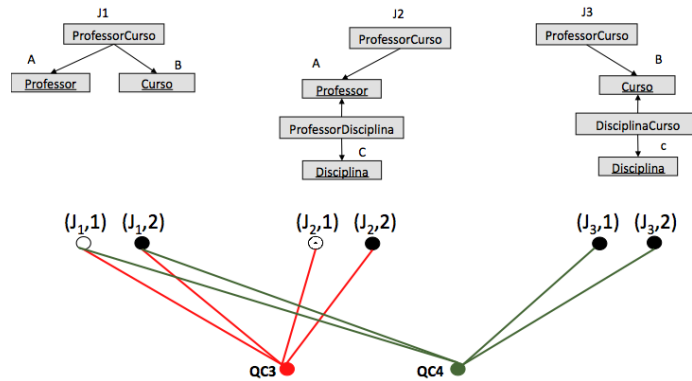 J1
J2
J3
ProfessorCurso
ProfessorCurso
ProfessorCurso
A
B
A
B
Professor
Curso
Professor
Curso
ProfessorDisciplina
DisciplinaCurso
C
c
Disciplina
Disciplina
(J1,1) (J1,2) (J2,1) (J2,2) (J3,1) (J3,2)
QC3
QC4